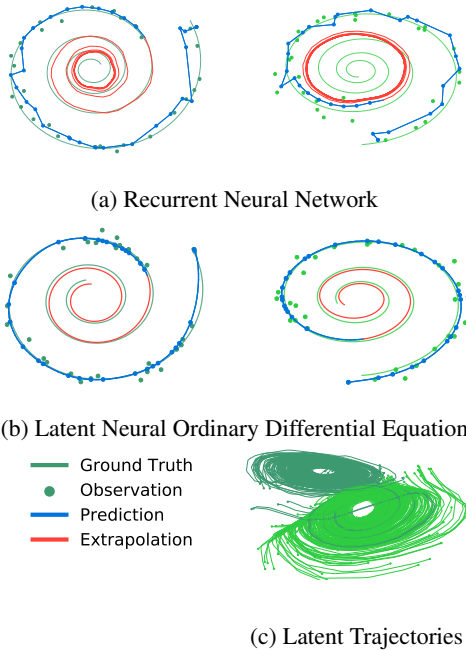 (a) Recurrent Neural Network
(b) Latent Neural Ordinary Differential Equation
Ground Truth
Observation
Prediction
Extrapolation
(c) Latent Trajectories